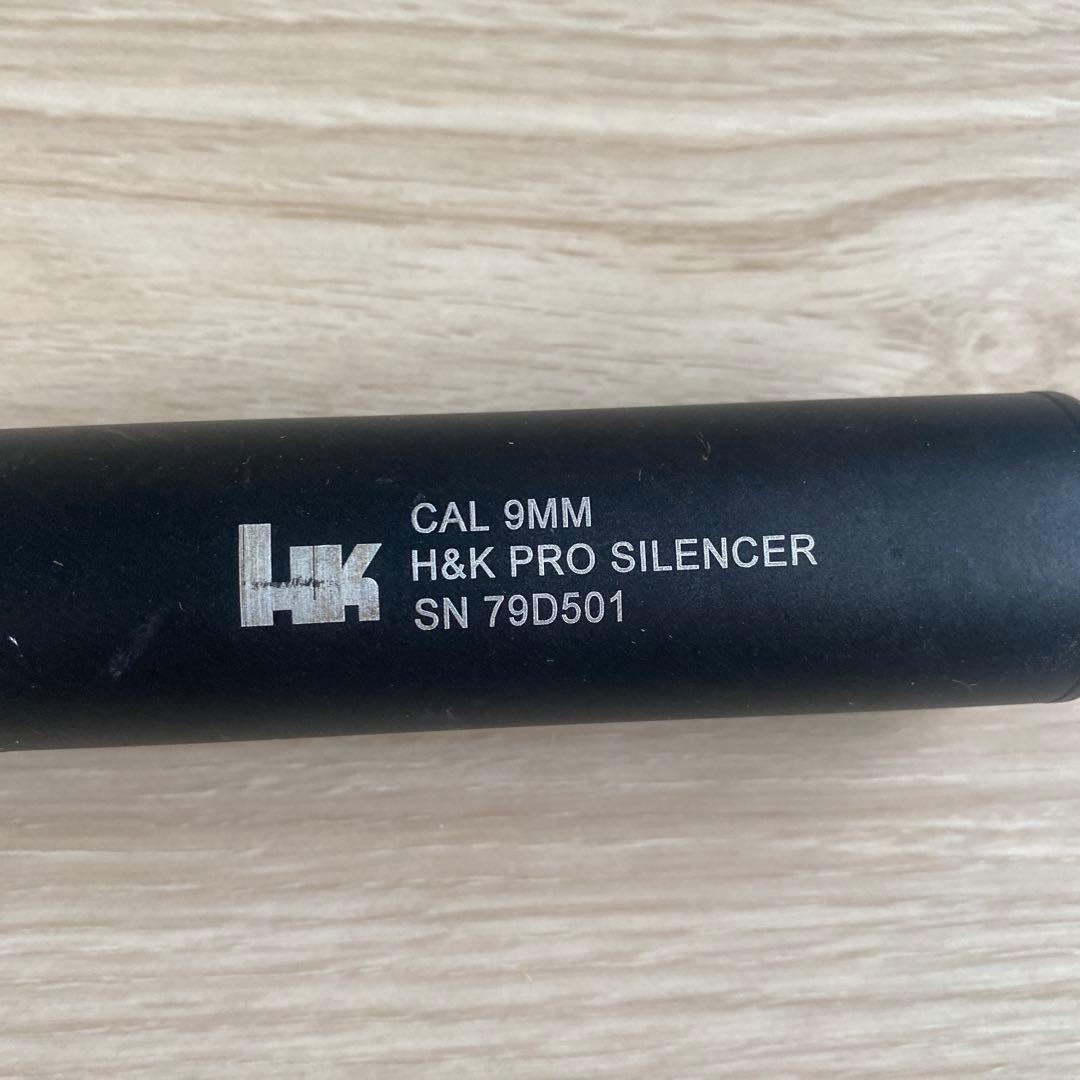 HK
CAL 9MM
H&K PRO SILENCER
SN 79D501